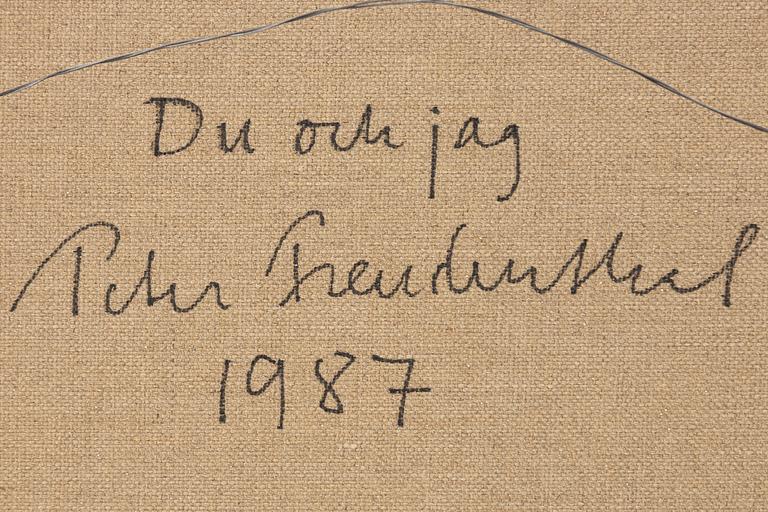 Du och jag
Peter Freudenthal
1987